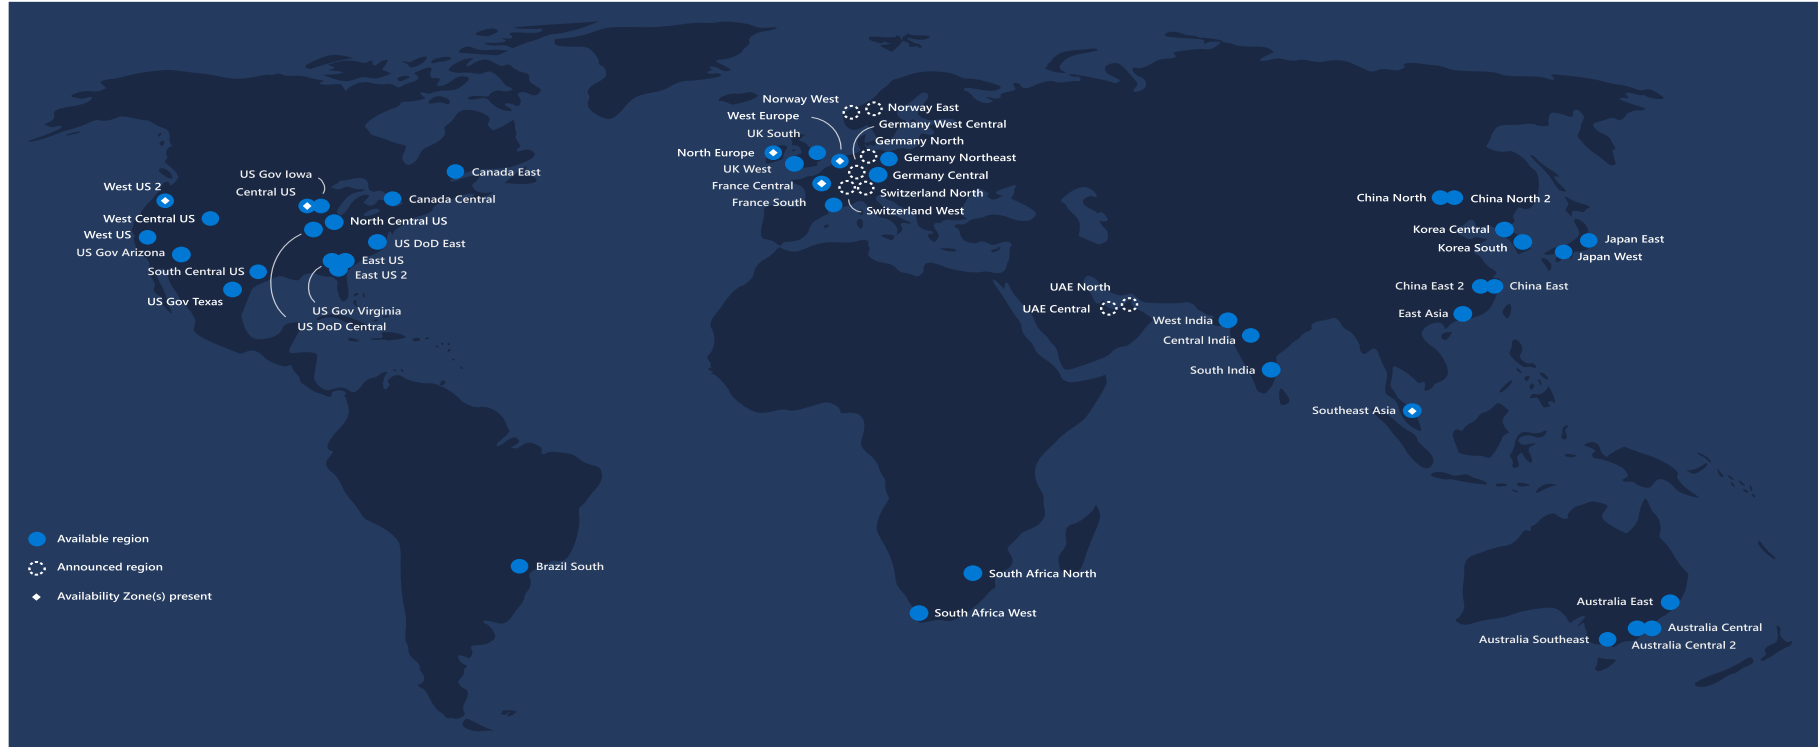 Norway West
Norway East
West Europe
Germany West Central
UK South
Germany North
North Europe
Germany Northeast
UK West
Germany Central
France Central
Switzerland North
France South
Switzerland West
US Gov Iowa
Canada East
West US 2
Central US
Canada Central
West Central US
North Central US
West US
US DoD East
US Gov Arizona
East US
South Central US
East US 2
US Gov Texas
US Gov Virginia
US DoD Central
China North
China North 2
Korea Central
Japan East
Korea South
Japan West
UAE North
China East 2
China East
UAE Central
East Asia
West India
Central India
South India
Southeast Asia
Available region
Announced region
Availability Zone(s) present
Brazil South
South Africa North
South Africa West
Australia East
Australia Central
Australia Southeast
Australia Central 2